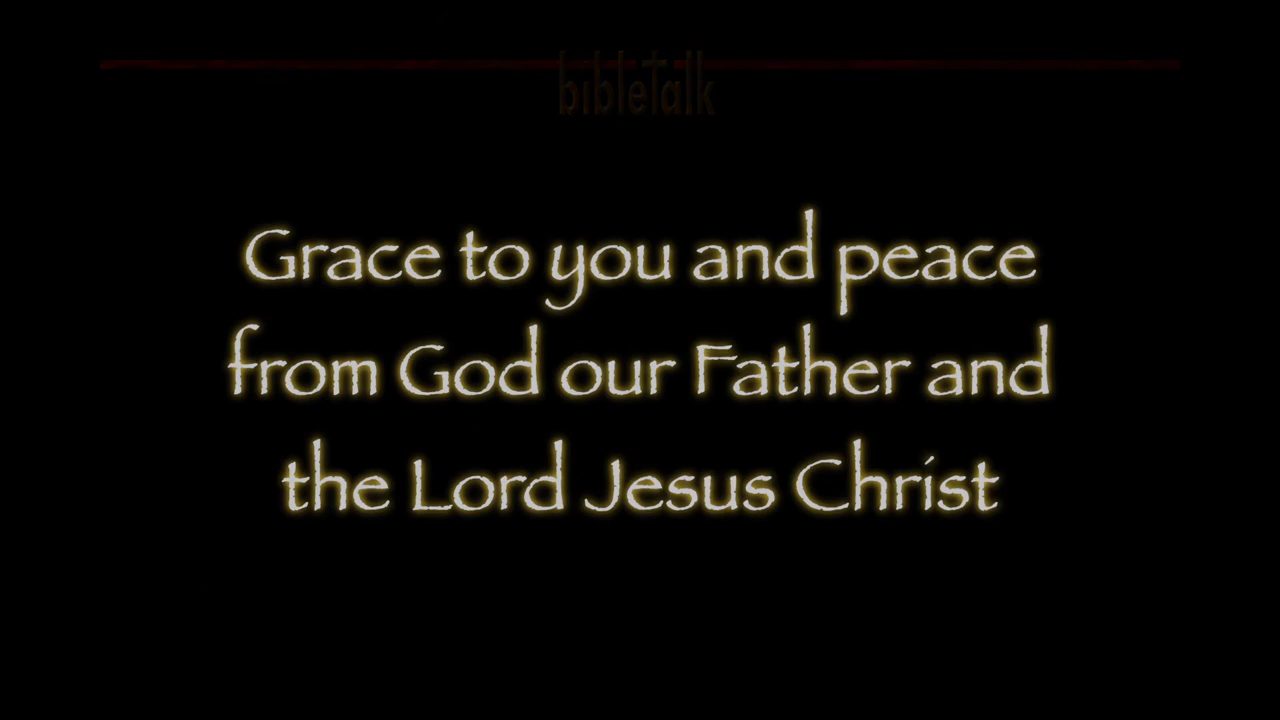 bibletalk
Grace to you and peace
from God our Father and
the Lord Jesus Christ